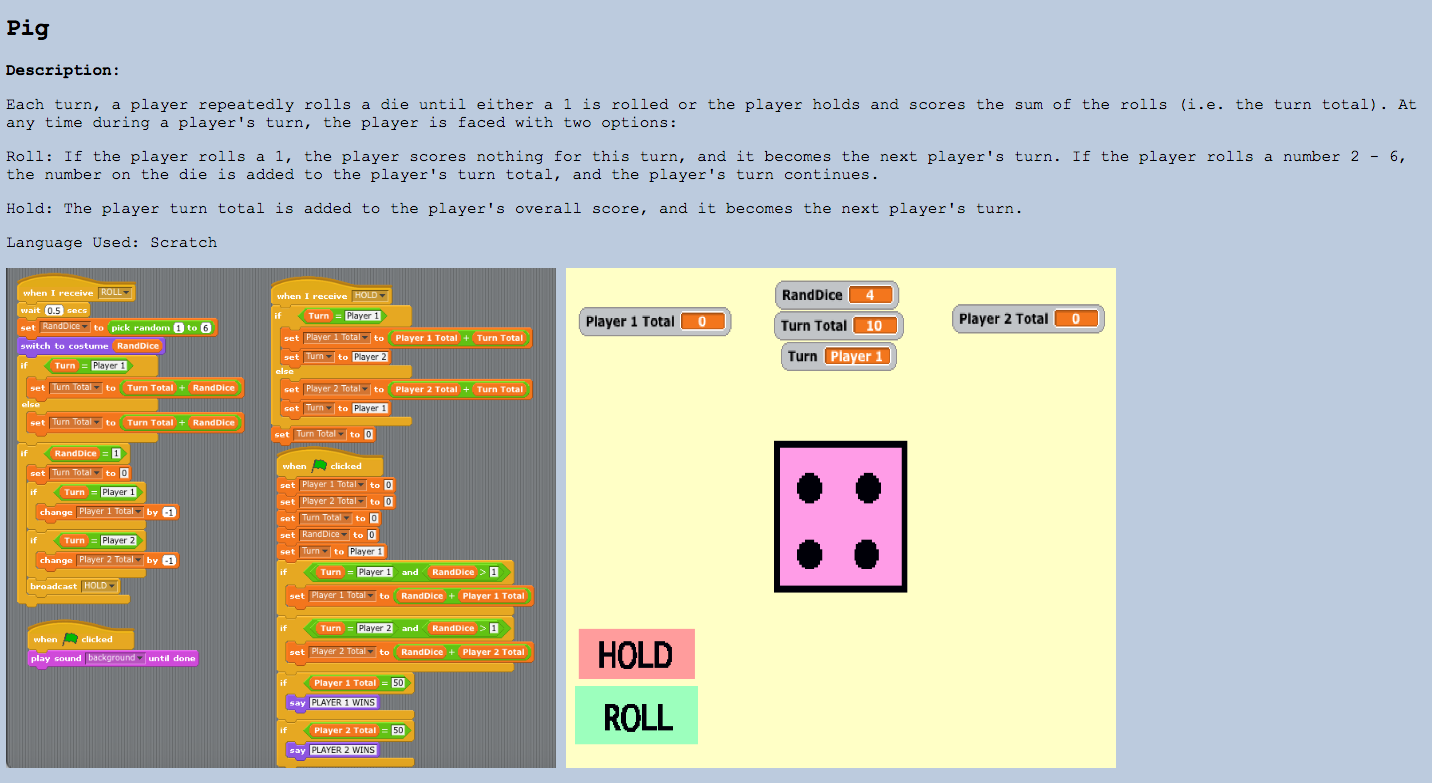 Pig
Description:
Each turn, a player repeatedly rolls a die until either a 1 is rolled or the player holds and scores the sum of the rolls (i.e. the turn total). At
any time during a player's turn, the player is faced with two options:
Roll: If the player rolls a 1, the player scores nothing for this turn, and it becomes the next player's turn. If the player rolls a number 2 - 6,
the number on the die is added to the player's turn total, and the player's turn continues.
Hold: The player turn total is added to the player's overall score, and it becomes the next player's turn.
Language Used: Scratch
when I receive ROLL
wait 0.5 secs
set RandDice to pick random 1 to 6
switch to costume RandDice
if Turn = Player 1
set Turn Total to Turn Total + RandDice
else
set Turn Total to Turn Total + RandDice
if RandDice = 1
set Turn Total to 0
if Turn = Player 1
change Player 1 Total by -1
if Turn = Player 2
change Player 2 Total by -1
broadcast HOLD
when clicked
play sound background until done
when I receive HOLD
if Turn = Player 1
set Player 1 Total to Player 1 Total + Turn Total
set Turn to Player 2
else
set Player 2 Total to Player 2 Total + Turn Total
set Turn to Player 1
set Turn Total to 0
when clicked
set Player 1 Total to 0
set Player 2 Total to 0
set Turn Total to 0
set RandDice to 0
set Turn to Player 1
if Turn = Player 1 and RandDice > 1
set Player 1 Total to RandDice + Player 1 Total
if Turn = Player 2 and RandDice > 1
set Player 2 Total to RandDice + Player 2 Total
if Player 1 Total = 50
say PLAYER 1 WINS
if Player 2 Total = 50
say PLAYER 2 WINS
Player 1 Total 0
RandDice 4
Turn Total 10
Turn Player 1
Player 2 Total 0
HOLD
ROLL